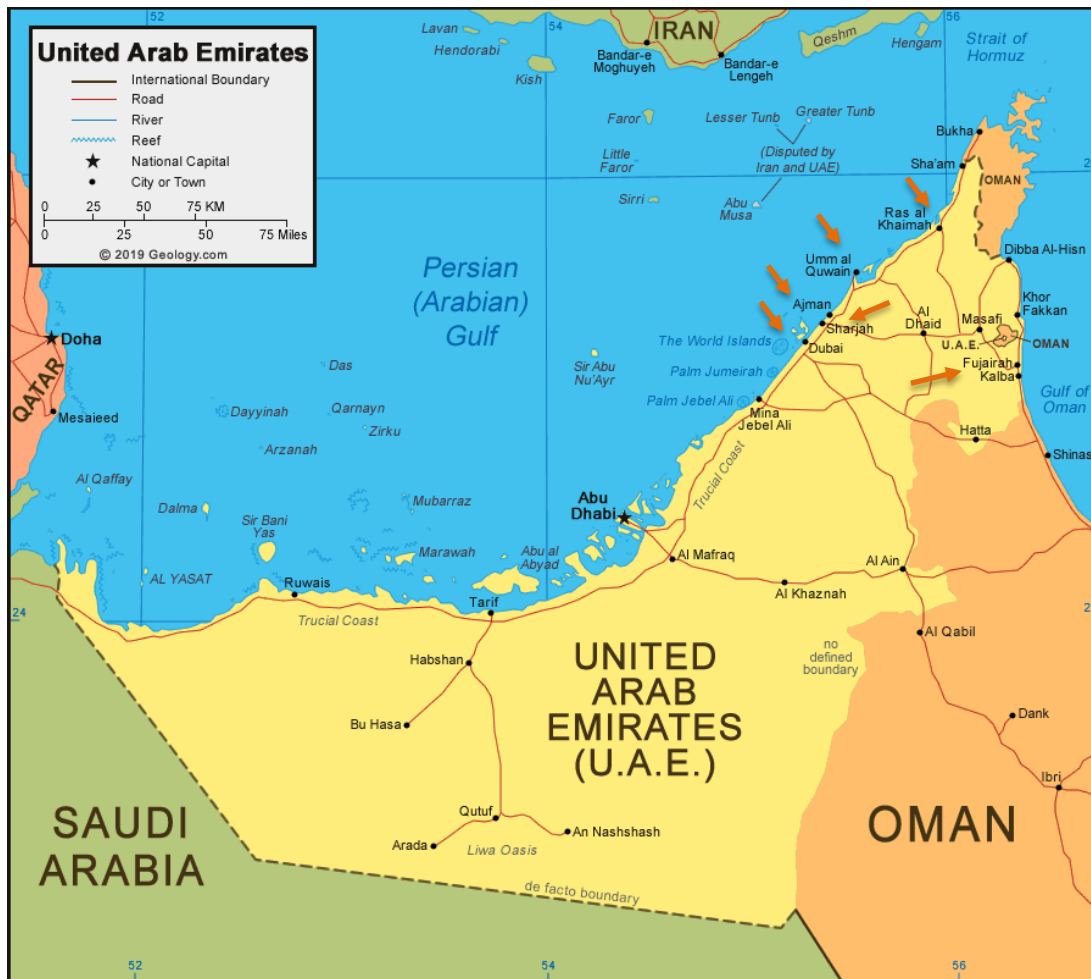 52
54
56
United Arab Emirates
International Boundary
Road
River
Reef
National Capital
City or Town
0 25 50 75 KM
0 25 50 75 Miles
© 2019 Geology.com
Lavan
Hendorabi
Kish
IRAN
Bandar-e
Moghuyeh
Bandar-e
Lengeh
Qeshm
Hengam
Strait of
Hormuz
Faror
Lesser Tunb
Greater Tunb
(Disputed by
Iran and UAE)
Little
Faror
Sirri
Abu
Musa
Bukha
Sha'am
OMAN
Ras al
Khaimah
Umm al
Quwain
Dibba Al-Hisn
Persian
(Arabian)
Gulf
Ajman
Sharjah
Al
Dhaid
Masafi
Khor
Fakkan
The World Islands
Dubai
U.A.E.
OMAN
Fujairah
Kalba
Palm Jumeirah
Palm Jebel Ali
Mina
Jebel Ali
Gulf of
Oman
Hatta
Shinas
Doha
QATAR
Mesaieed
Das
Sir Abu
Nu'Ayr
Dayyinah
Qarnayn
Zirku
Arzanah
Al Qaffay
Dalma
Sir Bani
Yas
Mubarraz
Marawah
Abu al
Abyad
Abu
Dhabi
Trucial Coast
AL YASAT
Ruwais
Tarif
Al Mafraq
Al Khaznah
Al Ain
24
2
2
Trucial Coast
Habshan
Bu Hasa
UNITED
ARAB
EMIRATES
(U.A.E.)
no
defined
boundary
Al Qabil
Dank
Ibri
Qutuf
Arada
An Nashshash
Liwa Oasis
SAUDI
ARABIA
OMAN
de facto boundary
52
54
56